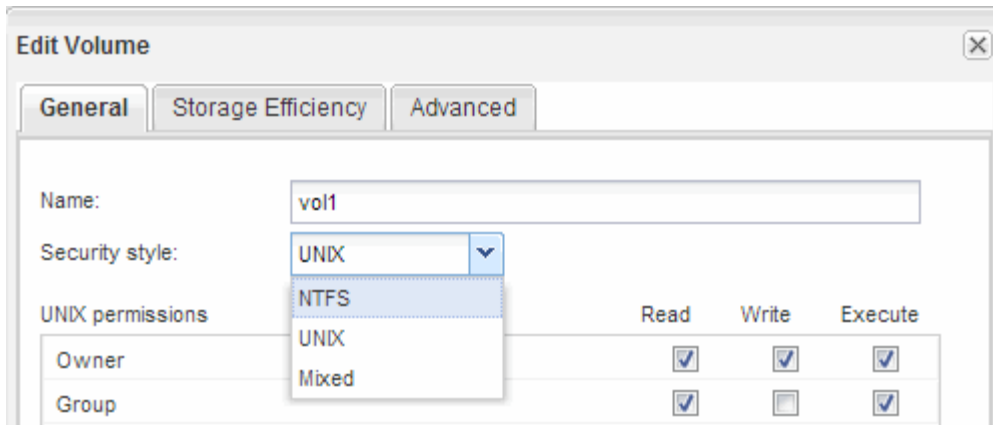 Edit Volume
General Storage Efficiency Advanced
Name: vol1
Security style: UNIX
NTFS
UNIX permissions Read Write Execute
UNIX
Owner
Mixed
Group